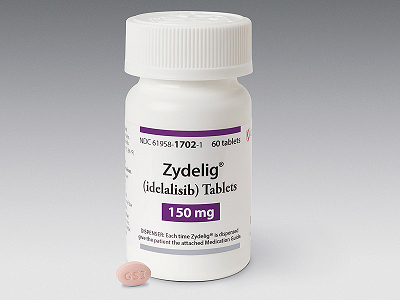 NDC 61958-1702-1 60 tablets
Zydelig®
(idelalisib) Tablets
150 mg
DISPENSER: Each time Zydelig® is dispensed
give the patient the attached Medication Guide.
GSI